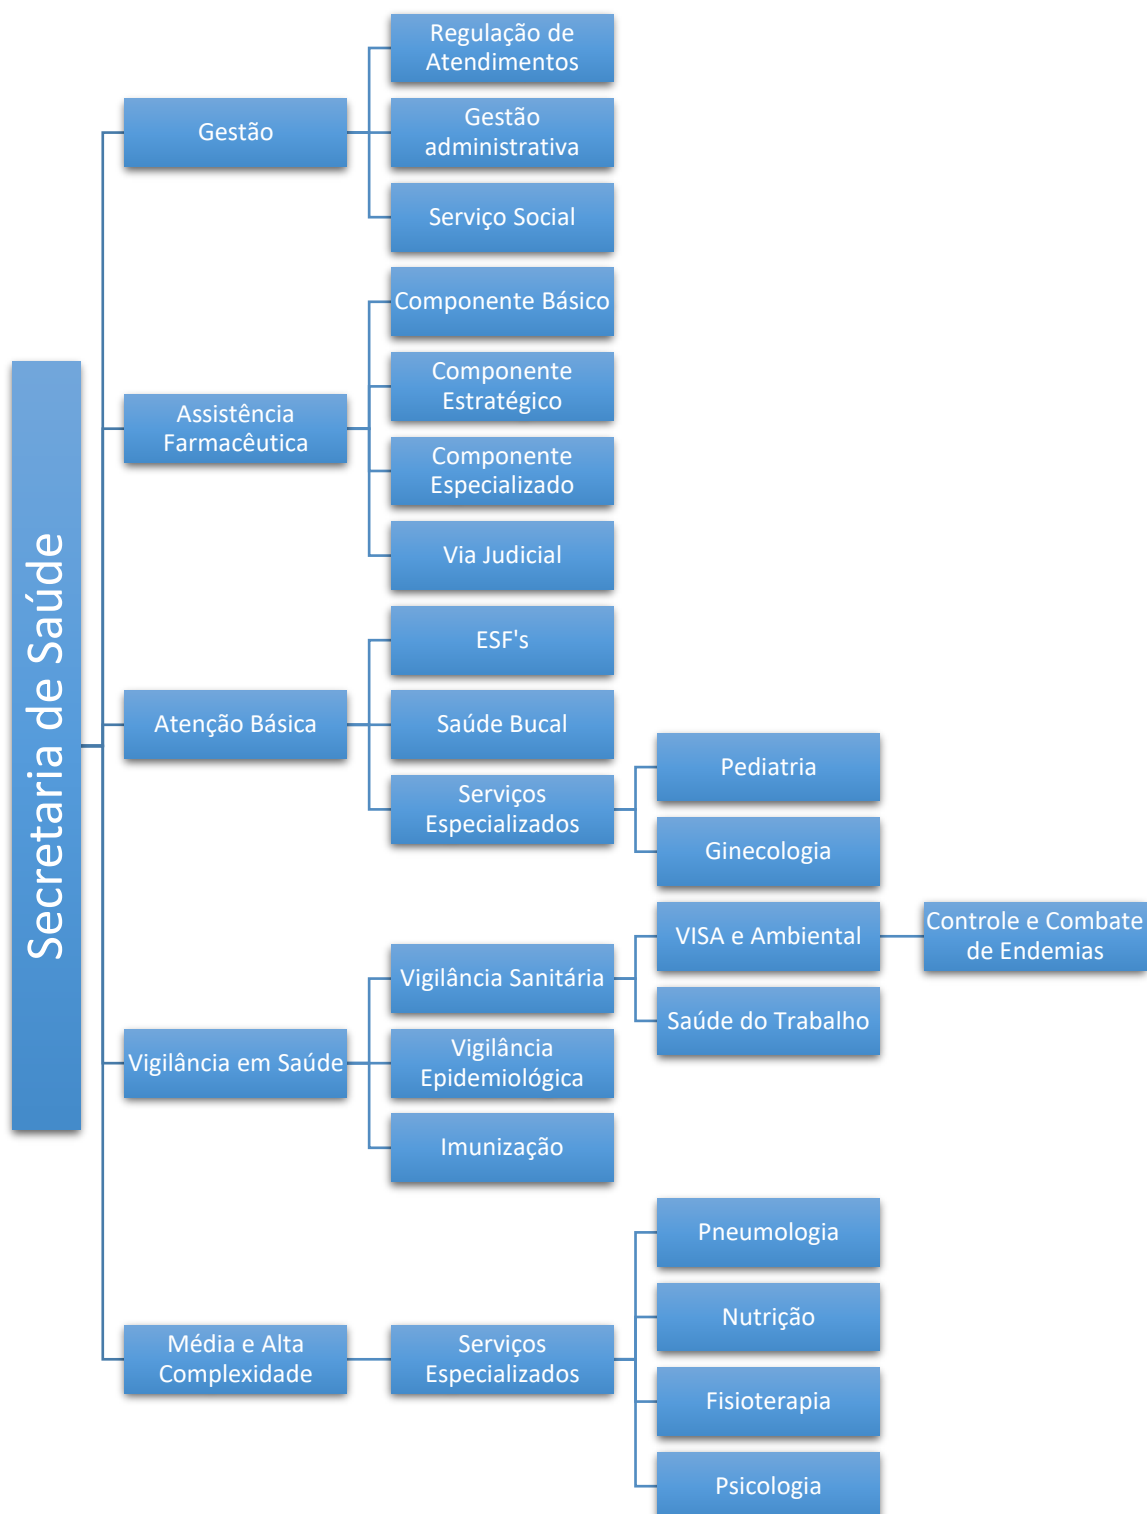 Secretaria de Saúde
Gestão
Regulação de
Atendimentos
Gestão
administrativa
Serviço Social
Assistência
Farmacêutica
Componente Básico
Componente
Estratégico
Componente
Especializado
Via Judicial
Atenção Básica
ESF's
Saúde Bucal
Serviços
Especializados
Pediatria
Ginecologia
Vigilância em Saúde
Vigilância Sanitária
VISA e Ambiental
Controle e Combate
de Endemias
Saúde do Trabalho
Vigilância
Epidemiológica
Imunização
Média e Alta
Complexidade
Serviços
Especializados
Pneumologia
Nutrição
Fisioterapia
Psicologia